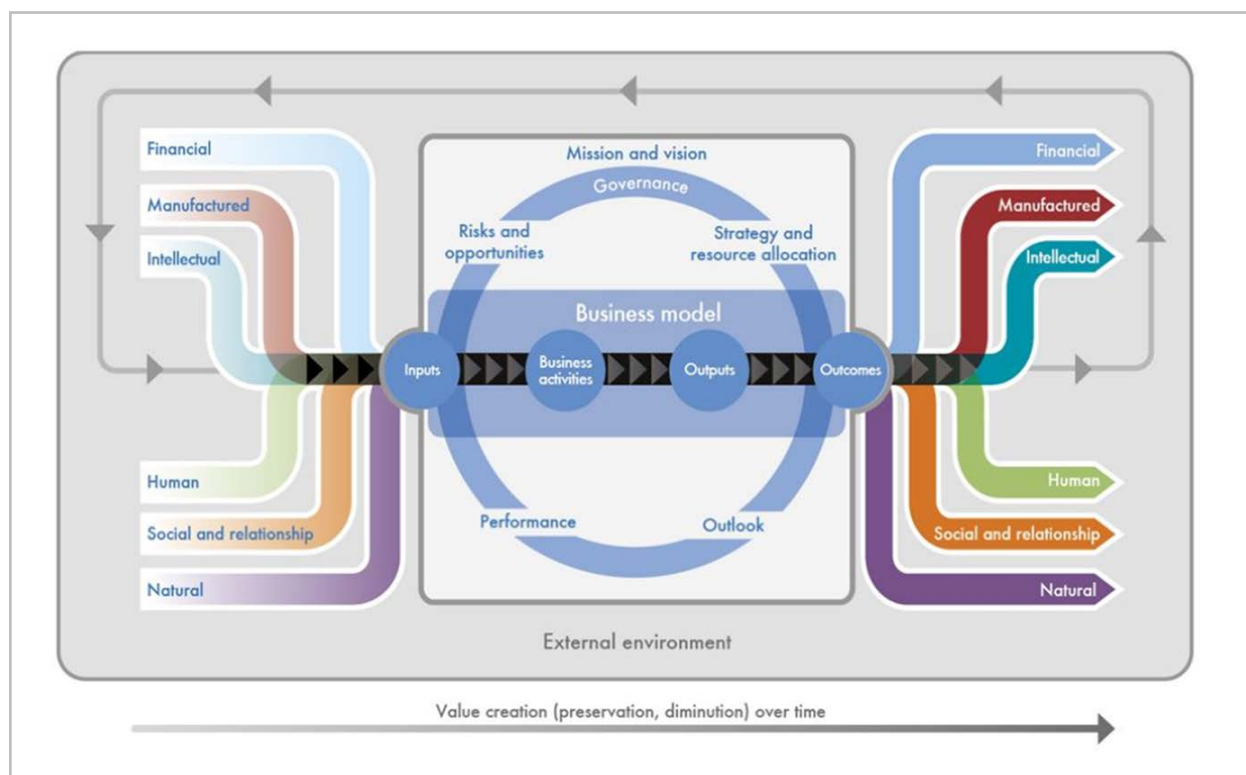 Financial
Manufactured
Intellectual
Human
Social and relationship
Natural
Mission and vision
Governance
Risks and
opportunities
Strategy and
resource allocation
Business model
Inputs
Business
activities
Outputs
Outcomes
Performance
Outlook
Financial
Manufactured
Intellectual
Human
Social and relationship
Natural
External environment
Value creation (preservation, diminution) over time